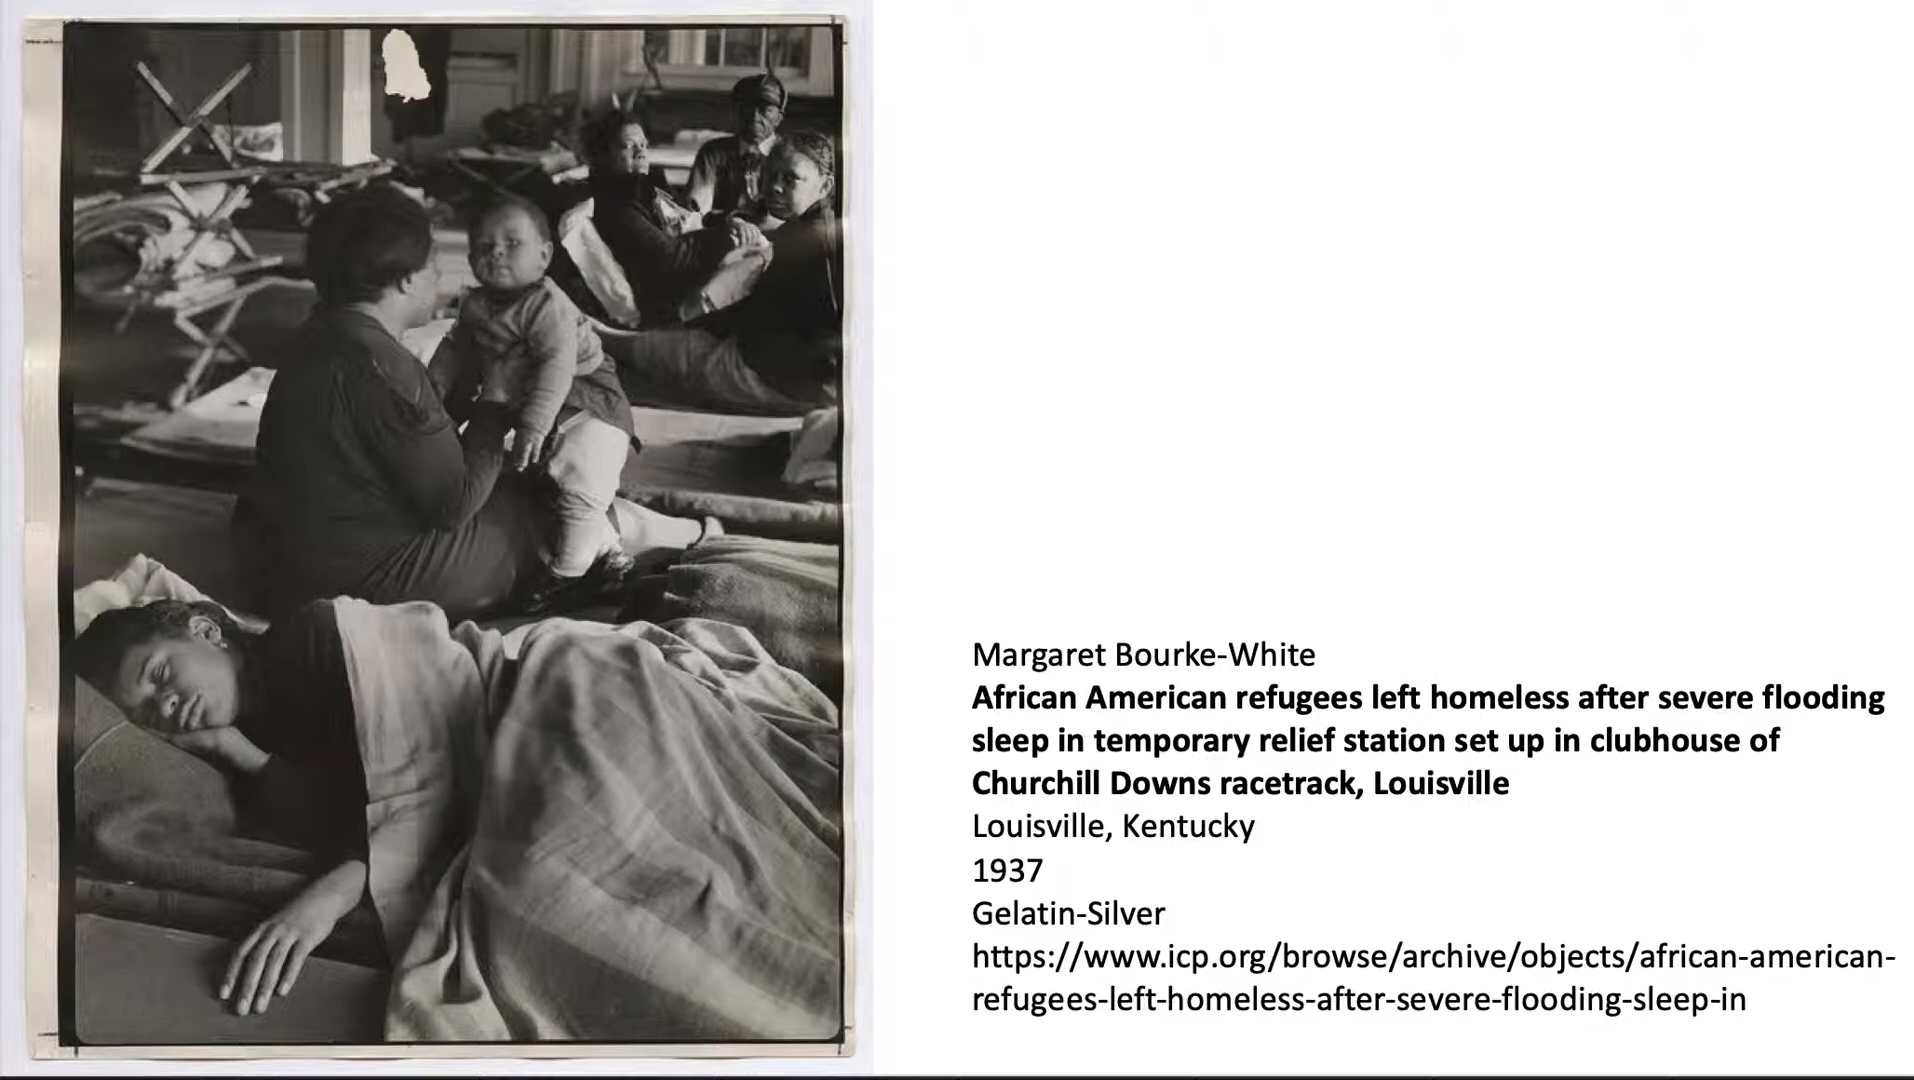 Margaret Bourke-White
African American refugees left homeless after severe flooding
sleep in temporary relief station set up in clubhouse of
Churchill Downs racetrack, Louisville
Louisville, Kentucky
1937
Gelatin-Silver
https://www.icp.org/browse/archive/objects/african-american-
refugees-left-homeless-after-severe-flooding-sleep-in